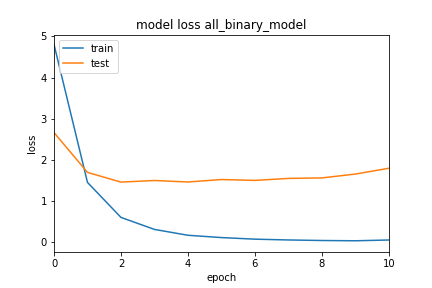 model loss all_binary_model
train
test
loss
5
4
3
2
1
0
0 2 4 6 8 10
epoch